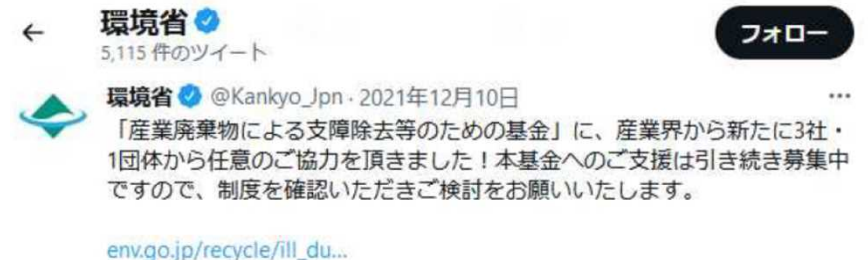 環境省
5,115 件のツイート
フォロー
環境省 @Kankyo_Jpn · 2021年12月10日
「産業廃棄物による支障除去等のための基金」に、産業界から新たに3社・
1団体から任意のご協力を頂きました！本基金へのご支援は引き続き募集中
ですので、制度を確認いただきご検討をお願いいたします。
env.go.jp/recycle/ill_du...